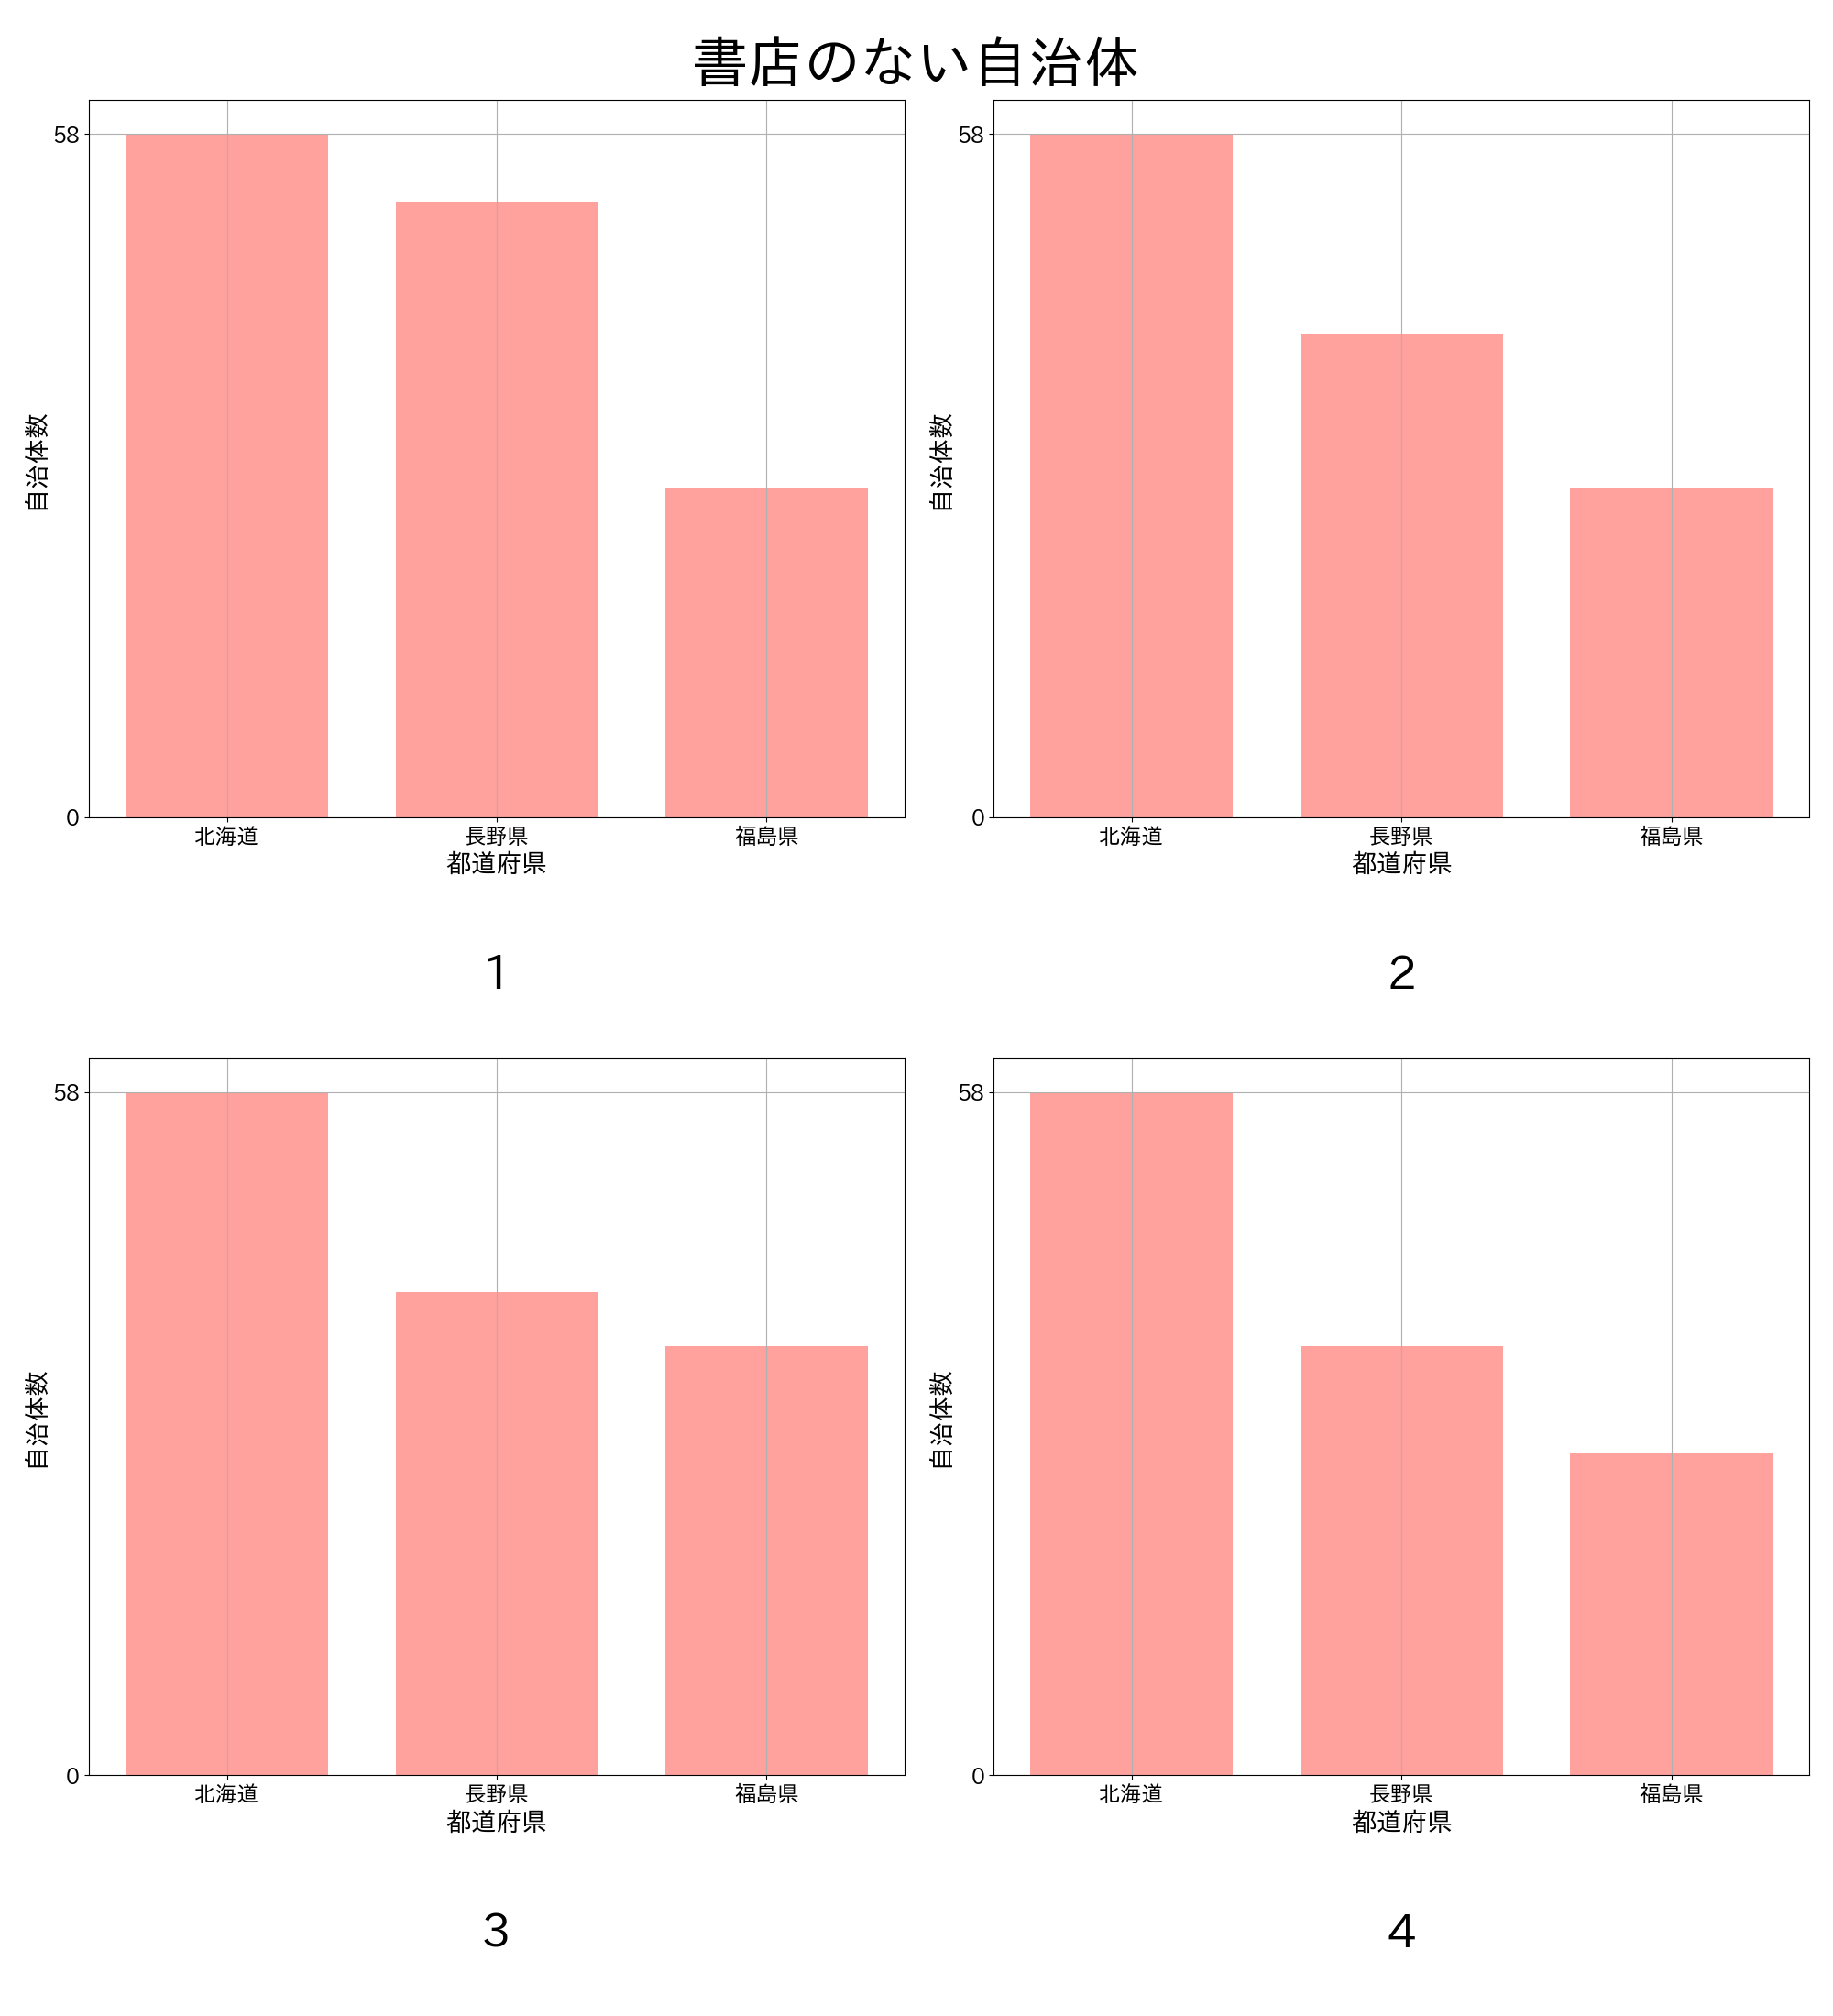 書店のない自治体
58
0
自治体数
北海道 長野県 福島県
都道府県
1
58
0
自治体数
北海道 長野県 福島県
都道府県
2
58
0
自治体数
北海道 長野県 福島県
都道府県
3
58
0
自治体数
北海道 長野県 福島県
都道府県
4